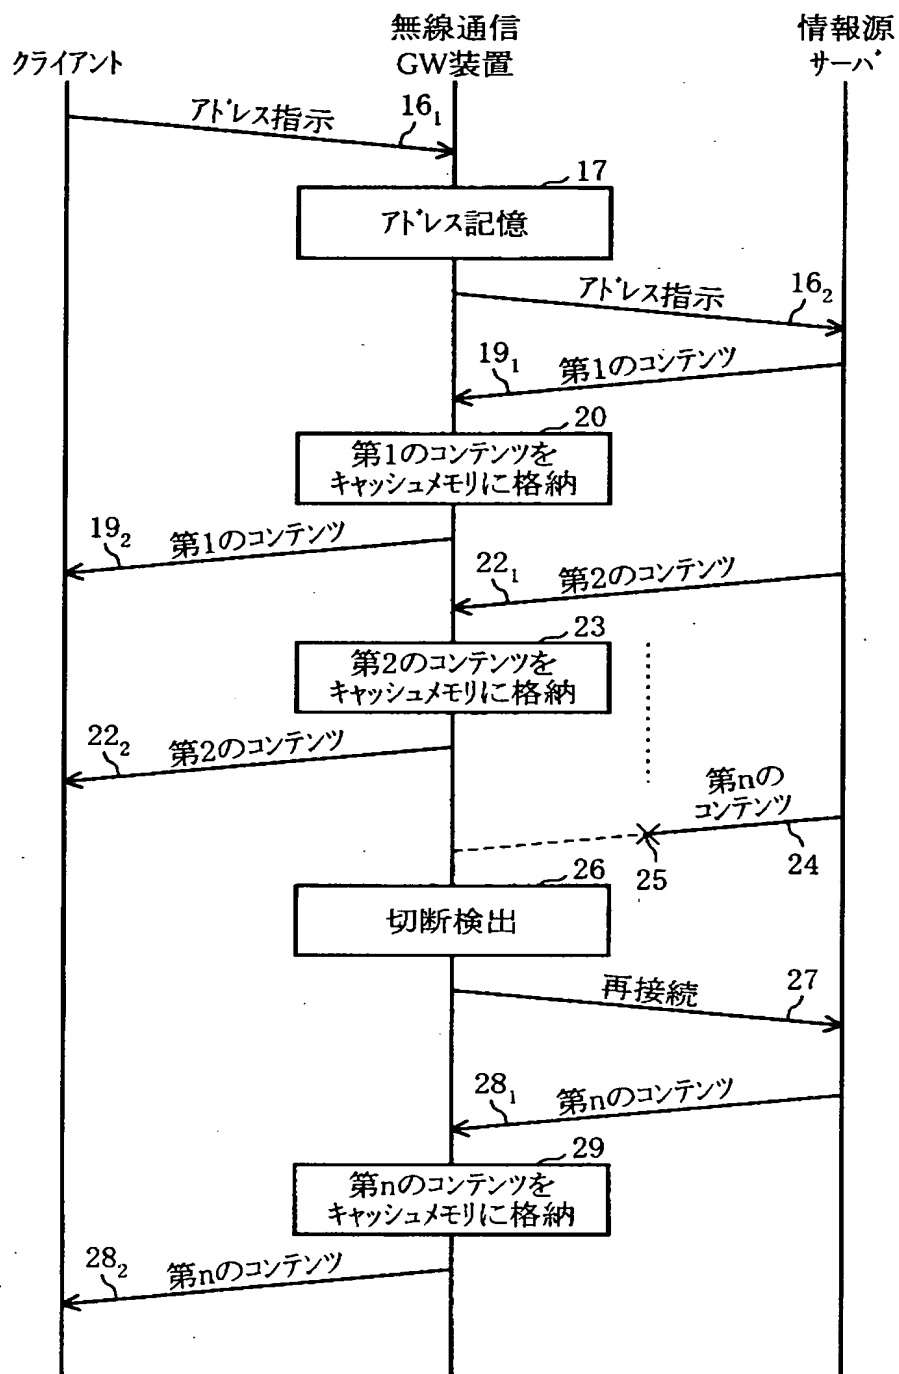 無線通信
GW装置
情報源
サーバ
クライアント
アドレス指示
16₁
17
アドレス記憶
アドレス指示
16₂
19₁
第1のコンテンツ
20
第1のコンテンツを
キャッシュメモリに格納
19₂
第1のコンテンツ
22₁
第2のコンテンツ
23
第2のコンテンツを
キャッシュメモリに格納
22₂
第2のコンテンツ
第nの
コンテンツ
24
25
26
切断検出
再接続
27
28₁
第nのコンテンツ
29
第nのコンテンツを
キャッシュメモリに格納
28₂
第nのコンテンツ